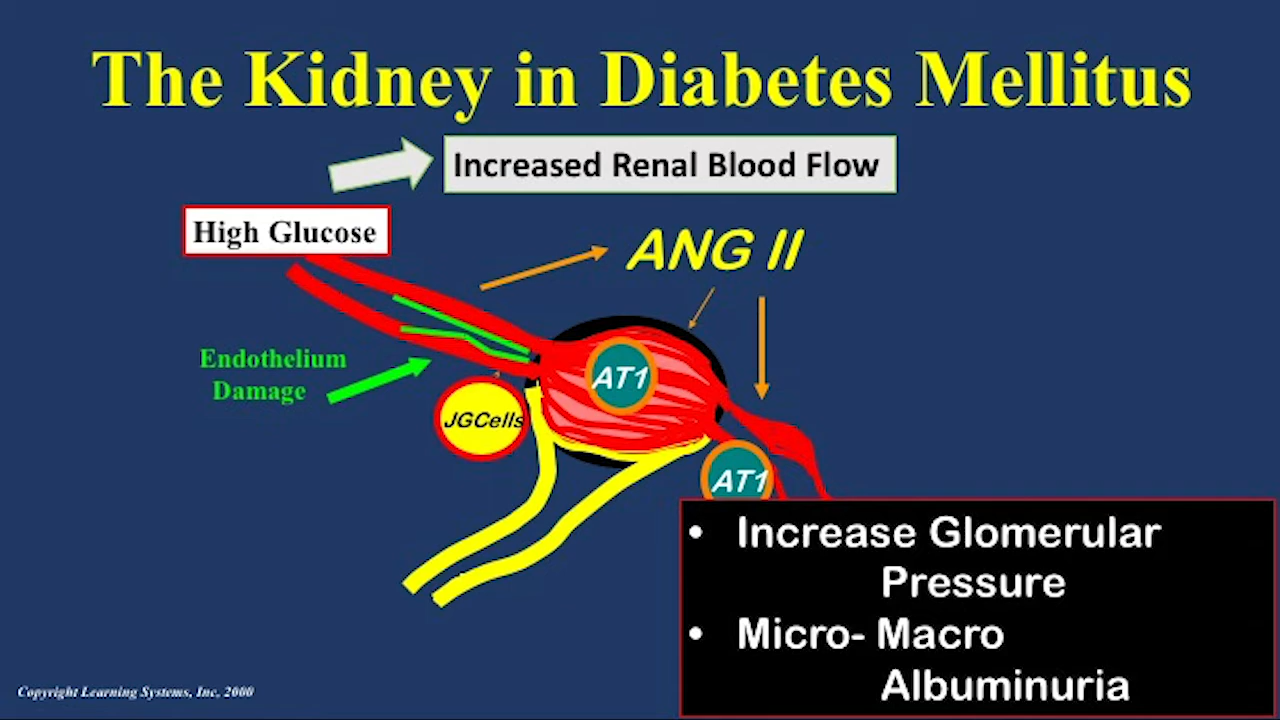 The Kidney in Diabetes Mellitus
Increased Renal Blood Flow
High Glucose
ANG II
Endothelium
Damage
AT1
JGCells
AT1
• Increase Glomerular
Pressure
• Micro- Macro
Albuminuria
Copyright Learning Systems, Inc, 2000